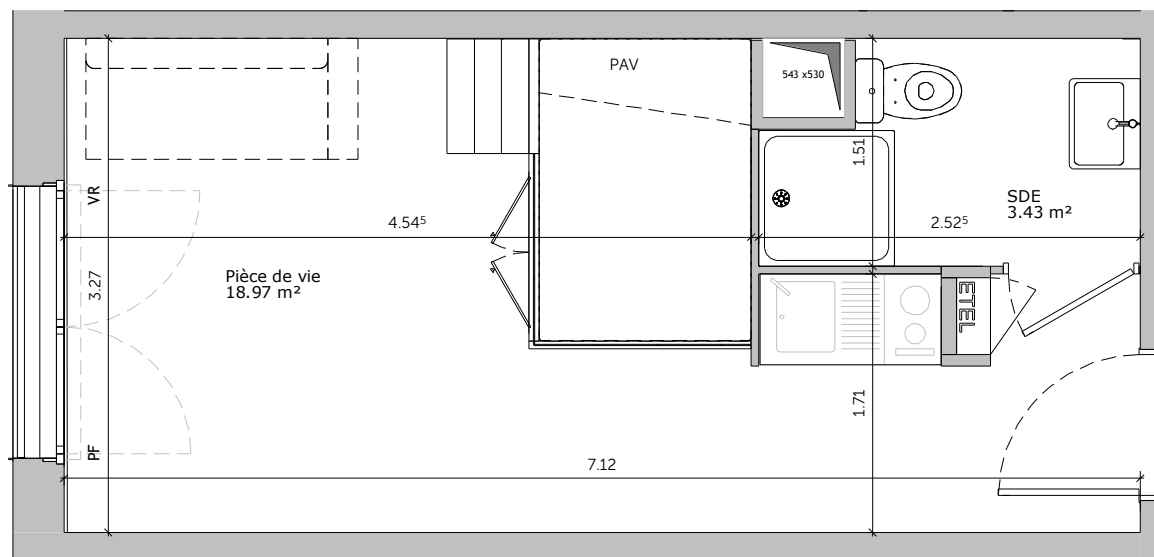 PAV
543 x530
1.51
VR
SDE
3.43 m²
4.54⁵
2.52⁵
Pièce de vie
18.97 m²
3.27
ETEL
1.71
PF
7.12